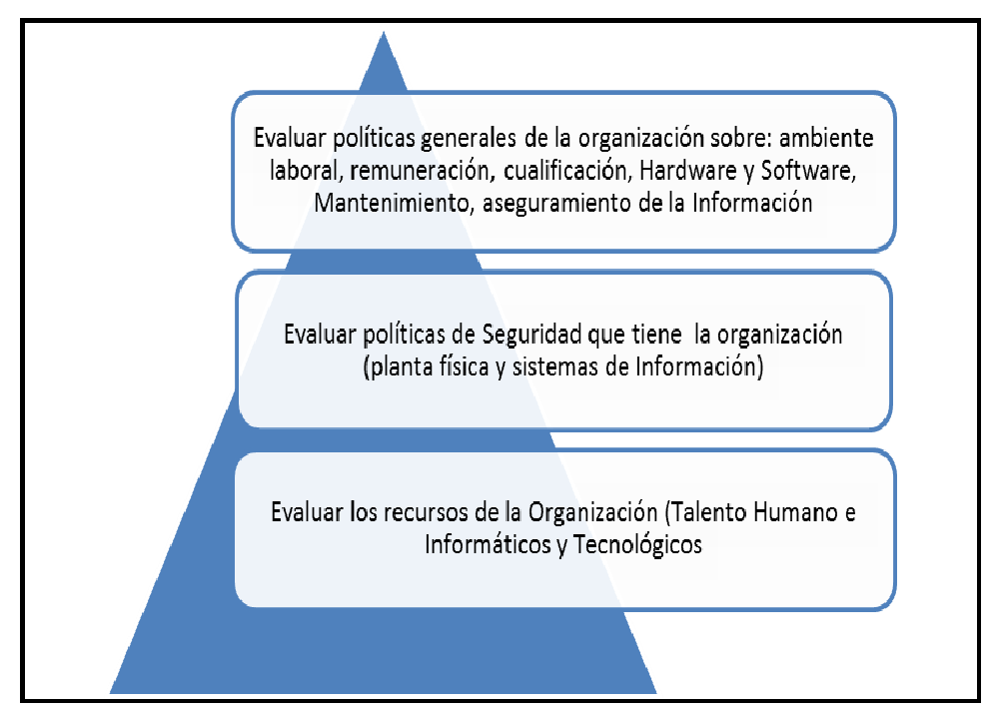 Evaluar políticas generales de la organización sobre: ambiente
laboral, remuneración, cualificación, Hardware y Software,
Mantenimiento, aseguramiento de la Información
Evaluar políticas de Seguridad que tiene la organización
(planta física y sistemas de Información)
Evaluar los recursos de la Organización (Talento Humano e
Informáticos y Tecnológicos